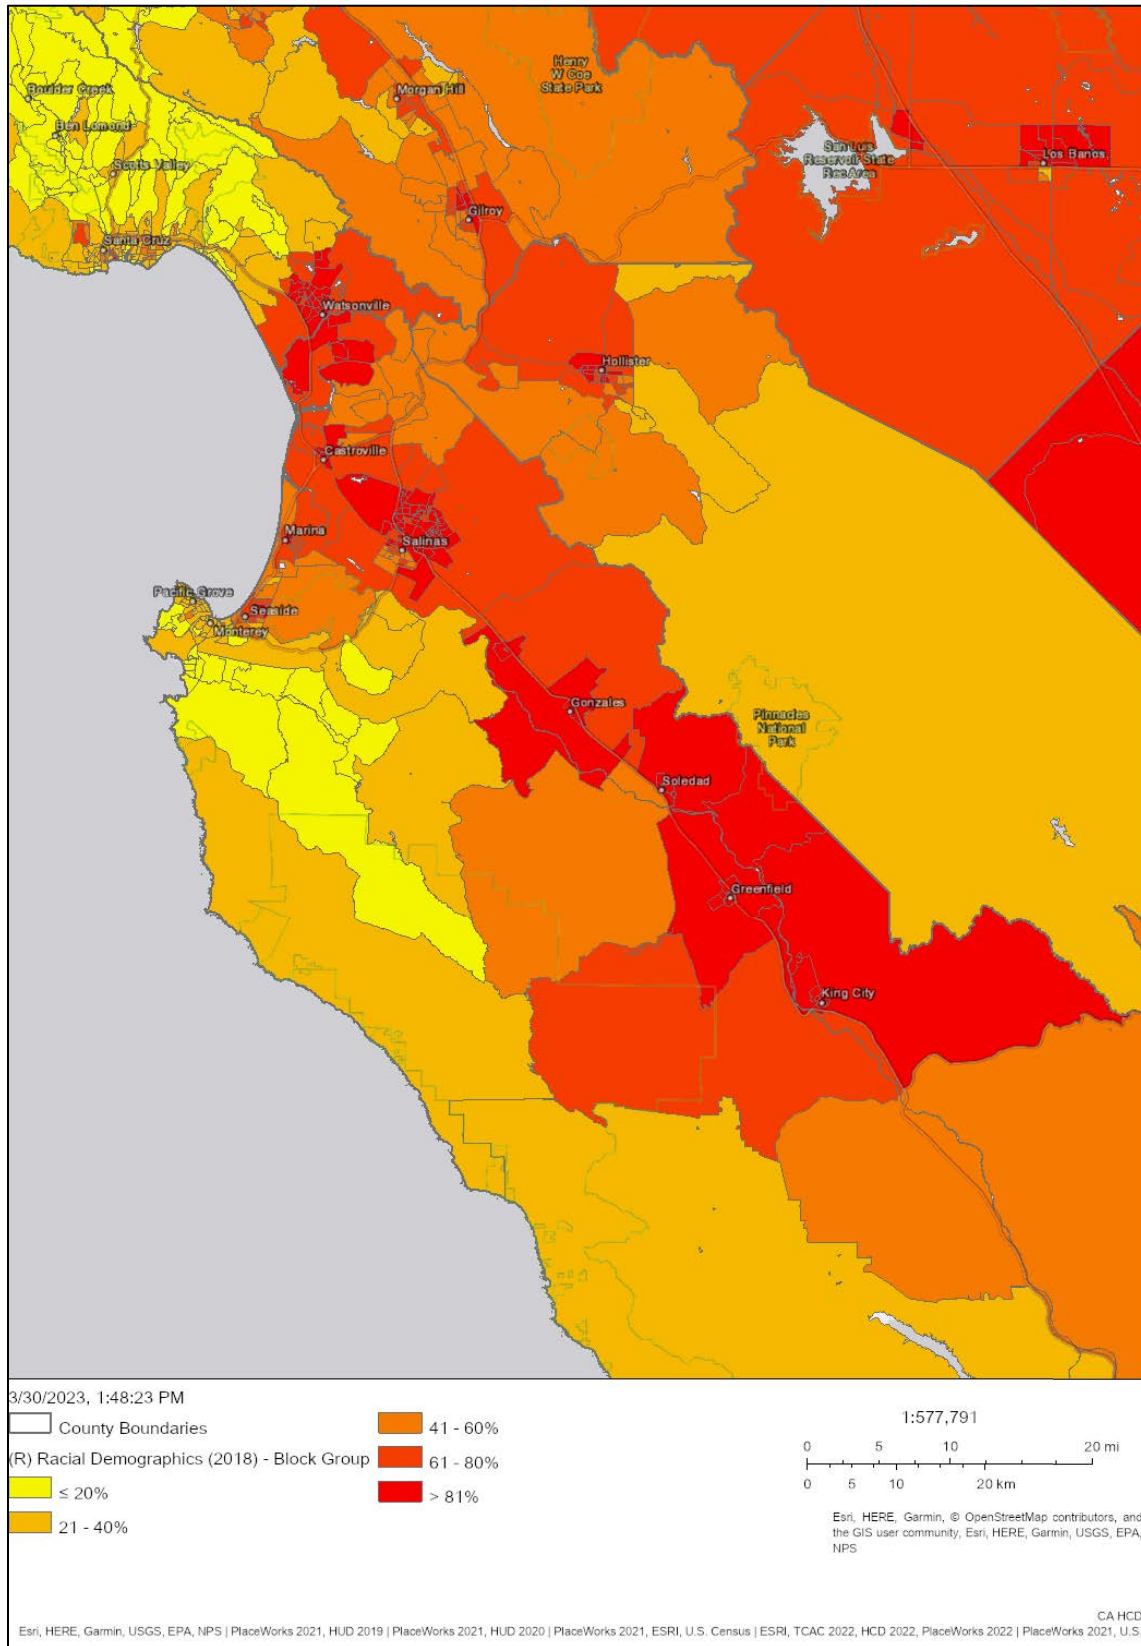 Boulder Creek
Ben Lomond
Scotts Valley
Santa Cruz
Morgan Hill
Henry
W Coe
State Park
San Luis
Reservoir State
Rec Area
Los Banos
Gilroy
Watsonville
Hollister
Castroville
Marina
Salinas
Pacific Grove
Seaside
Monterey
Gonzales
Pinnacles
National
Park
Soledad
Greenfield
King City
3/30/2023, 1:48:23 PM
County Boundaries
(R) Racial Demographics (2018) - Block Group
≤ 20%
21 - 40%
41 - 60%
61 - 80%
> 81%
1:577,791
0 5 10 20 mi
0 5 10 20 km
Esri, HERE, Garmin, © OpenStreetMap contributors, and
the GIS user community, Esri, HERE, Garmin, USGS, EPA,
NPS
CA HCD
Esri, HERE, Garmin, USGS, EPA, NPS | PlaceWorks 2021, HUD 2019 | PlaceWorks 2021, HUD 2020 | PlaceWorks 2021, ESRI, U.S. Census | ESRI, TCAC 2022, HCD 2022, PlaceWorks 2022 | PlaceWorks 2021, U.S.